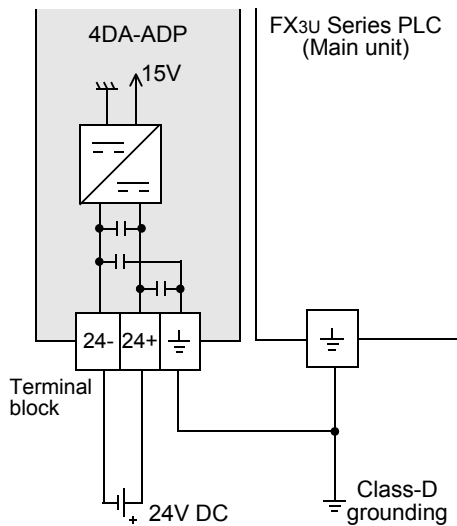 4DA-ADP
FX3U Series PLC
(Main unit)
15V
24-
24+
Terminal
block
+
24V DC
Class-D
grounding